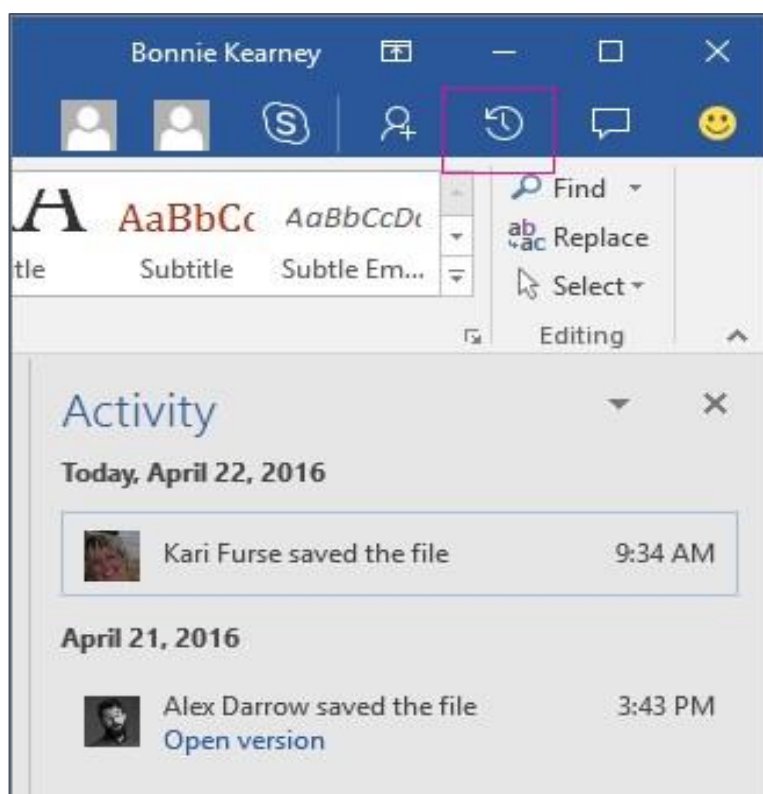 Bonnie Kearney
S
A AaBbCc AaBbCcDc
tle Subtitle Subtle Em...
Find
ab
ac Replace
Select
Editing
Activity
Today, April 22, 2016
Kari Furse saved the file 9:34 AM
April 21, 2016
Alex Darrow saved the file 3:43 PM
Open version